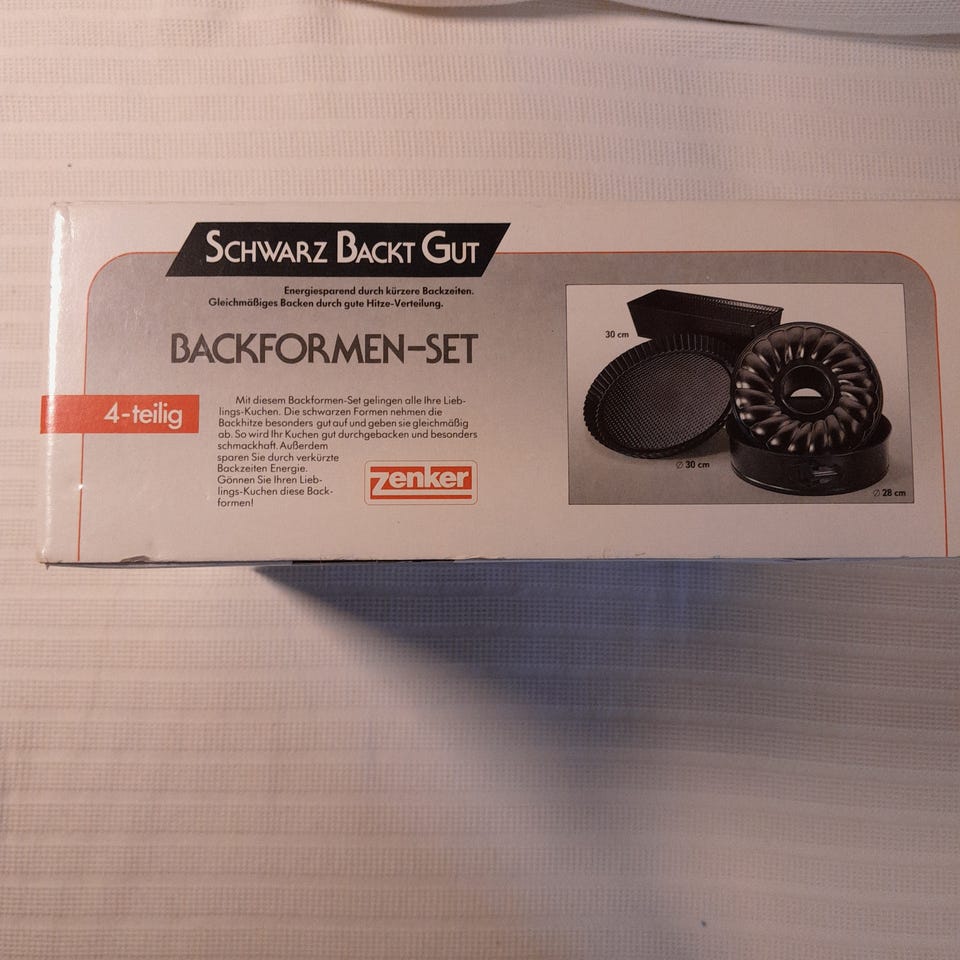 SCHWARZ BACKT GUT
Energiesparend durch kürzere Backzeiten.
Gleichmäßiges Backen durch gute Hitze-Verteilung.
BACKFORMEN-SET
4-teilig
Mit diesem Backformen-Set gelingen alle Ihre Lieb-
lings-Kuchen. Die schwarzen Formen nehmen die
Backhitze besonders gut auf und geben sie gleichmäßig
ab. So wird Ihr Kuchen gut durchgebacken und besonders
schmackhaft. Außerdem
sparen Sie durch verkürzte
Backzeiten Energie.
Gönnen Sie Ihren Lieb-
lings-Kuchen diese Back-
formen!
zenker
30 cm
∅ 30 cm
∅ 28 cm